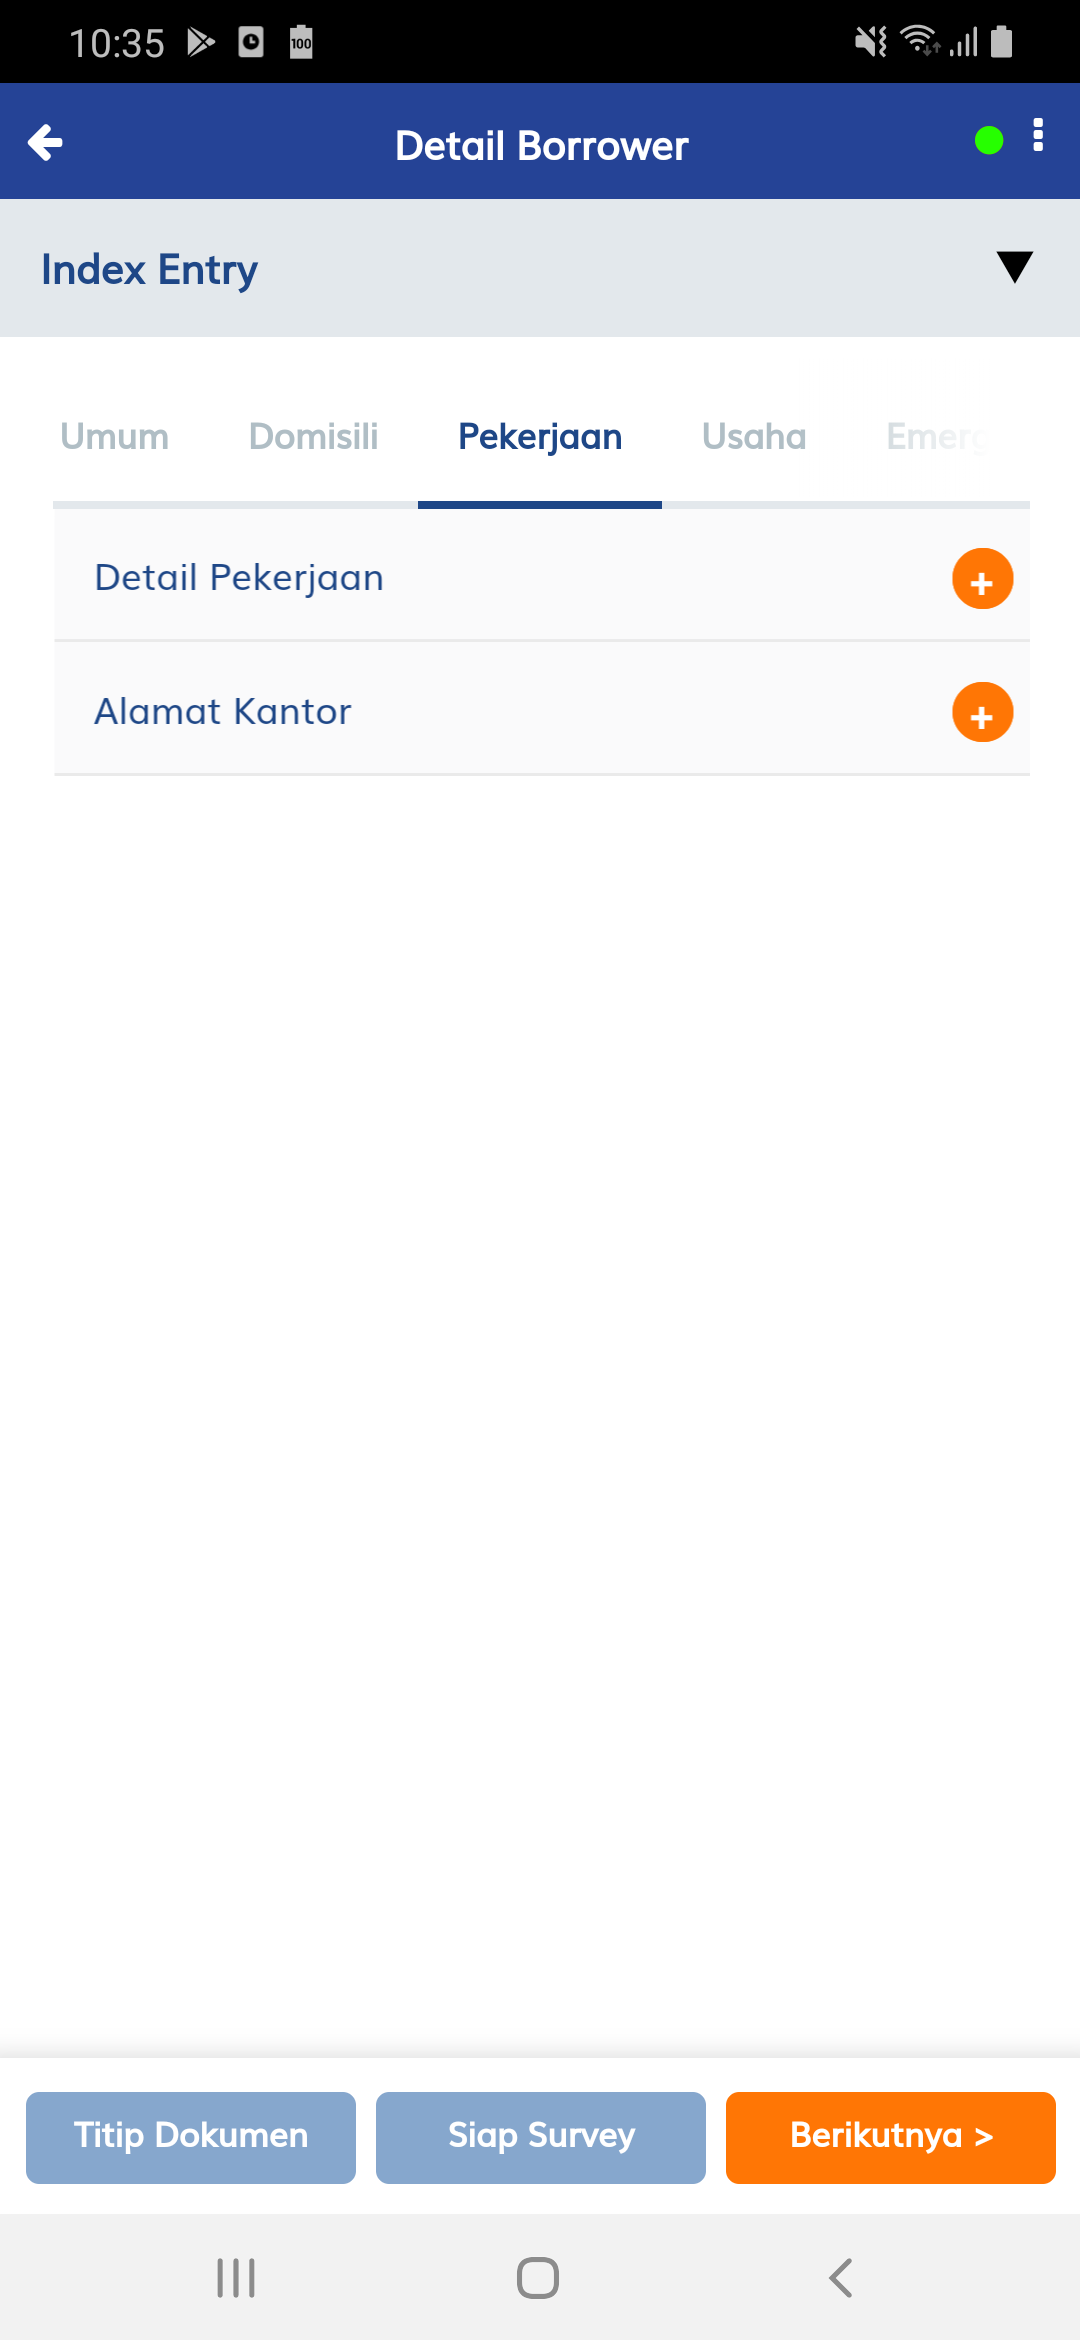 10:35
100
Detail Borrower
Index Entry
Umum Domisili Pekerjaan Usaha Emerg
Detail Pekerjaan
+
Alamat Kantor
+
Titip Dokumen Siap Survey Berikutnya >